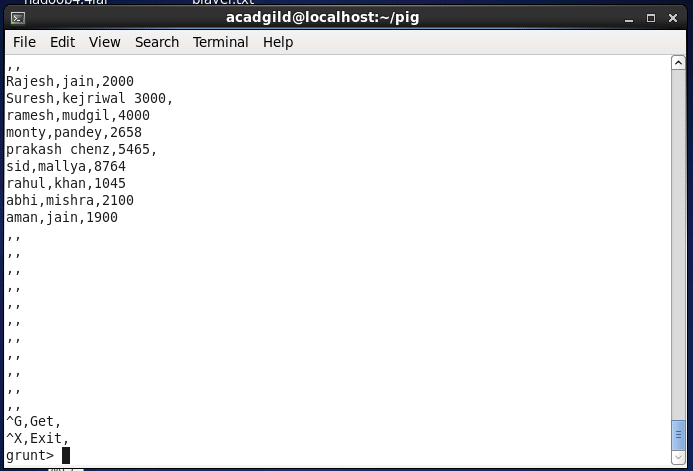 acadgild@localhost:~/pig
File Edit View Search Terminal Help
,,
Rajesh,jain,2000
Suresh,kejriwal 3000,
ramesh,mudgil,4000
monty,pandey,2658
prakash chenz,5465,
sid,mallya,8764
rahul,khan,1045
abhi,mishra,2100
aman,jain,1900
,,
,,
,,
,,
,,
,,
,,
,,
,,
,,
,,
^G,Get,
^X,Exit,
grunt>